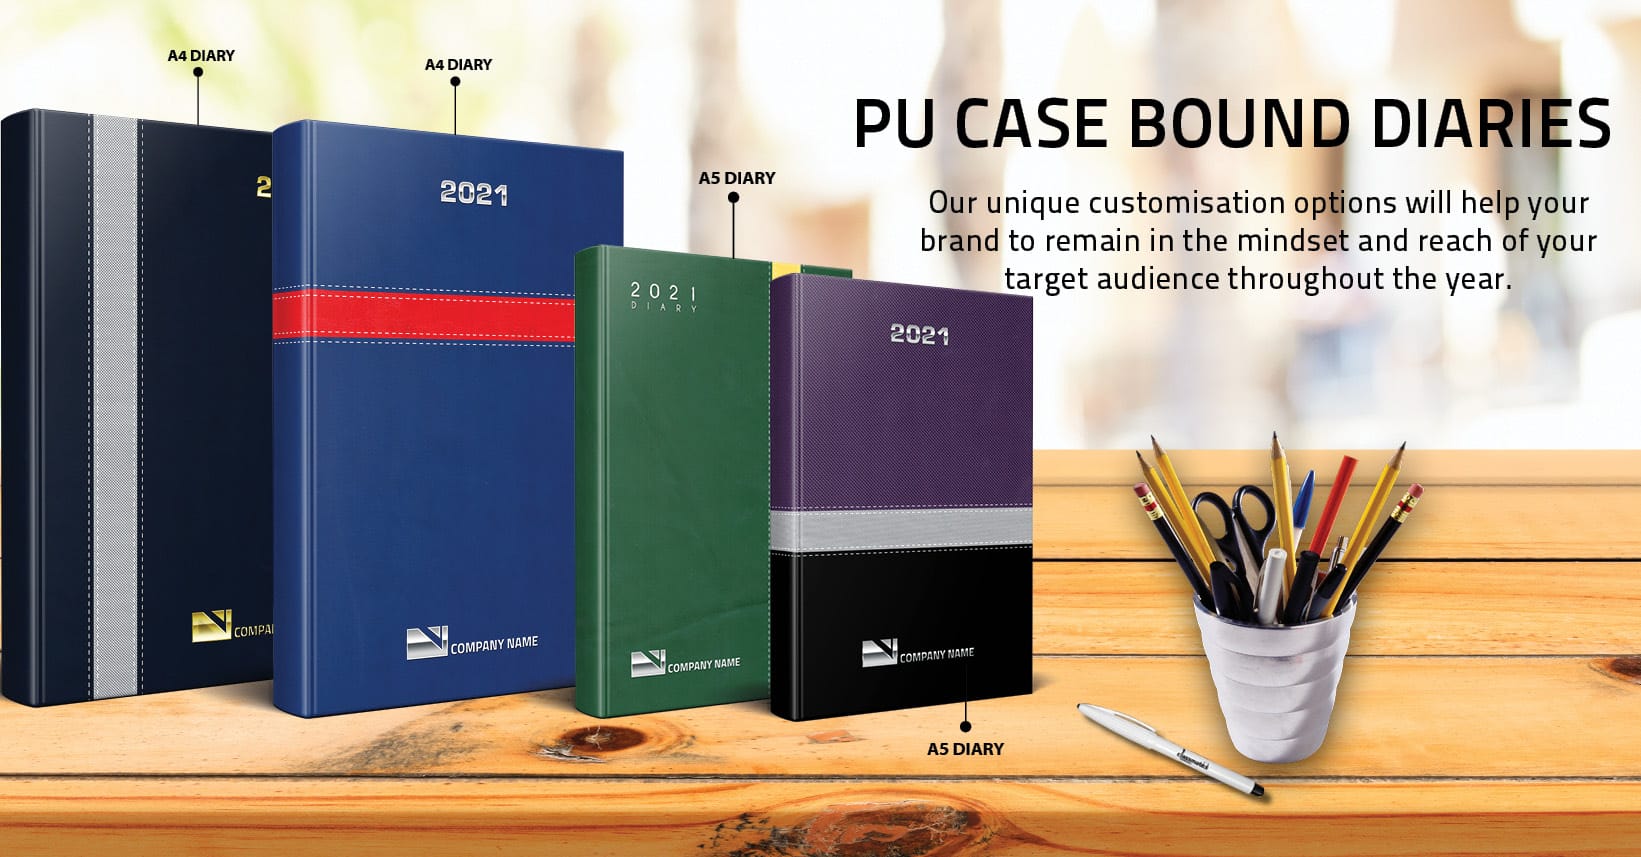 A4 DIARY
A4 DIARY
A5 DIARY
PU CASE BOUND DIARIES
Our unique customisation options will help your
brand to remain in the mindset and reach of your
target audience throughout the year.
2
2021
2021
DIARY
2021
COMPA
COMPANY NAME
COMPANY NAME
COMPANY NAME
A5 DIARY